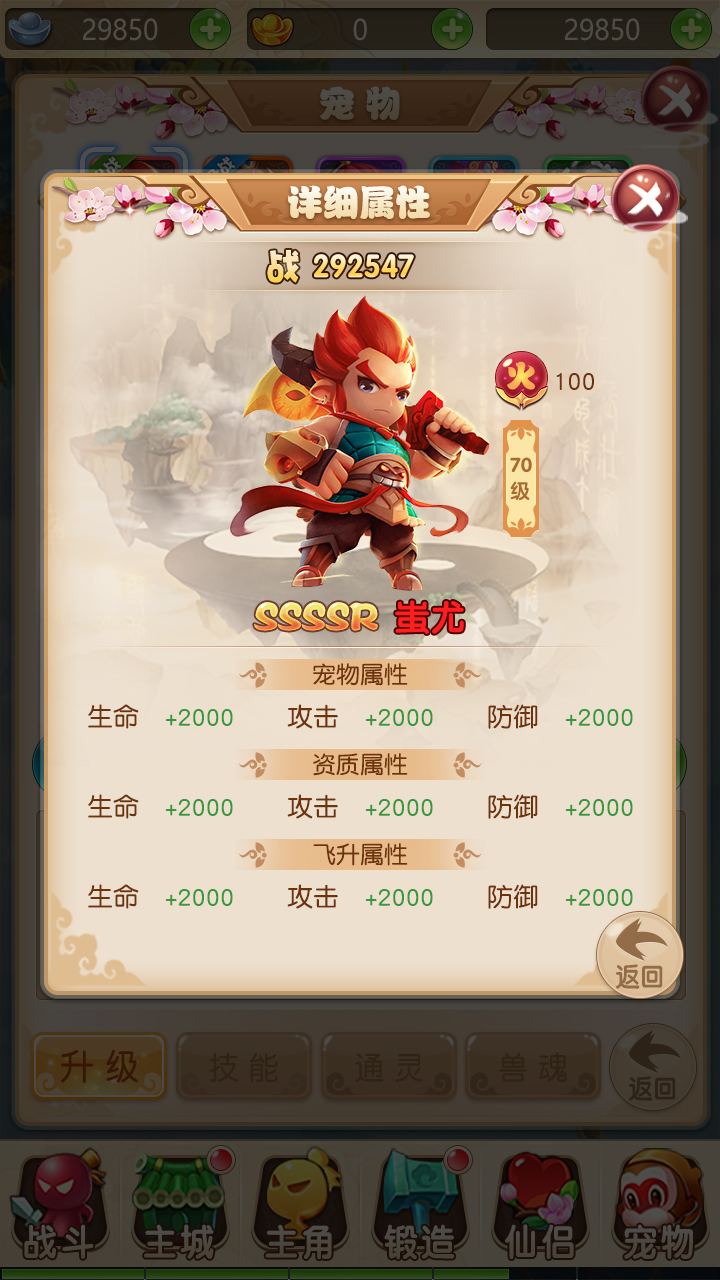 29850 0 29850
宠物
详细属性
战 292547
火 100
70
级
SSSSR 蚩尤
宠物属性
生命 +2000 攻击 +2000 防御 +2000
资质属性
生命 +2000 攻击 +2000 防御 +2000
飞升属性
生命 +2000 攻击 +2000 防御 +2000
返回
升级 技能 通灵 兽魂 返回
战斗 主城 主角 锻造 仙侣 宠物